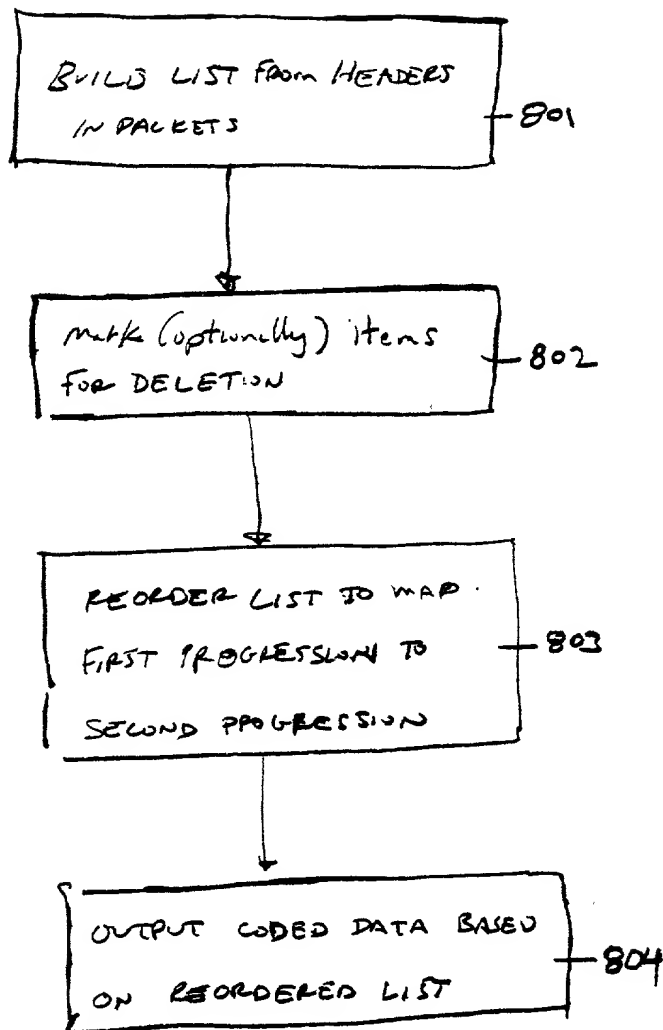 BUILD LIST FROM HEADERS
IN PACKETS
801
Mark (optionally) items
FOR DELETION
802
REORDER LIST TO MAP
FIRST PROGRESSION TO
SECOND PROGRESSION
803
OUTPUT CODED DATA BASED
ON REORDERED LIST
804